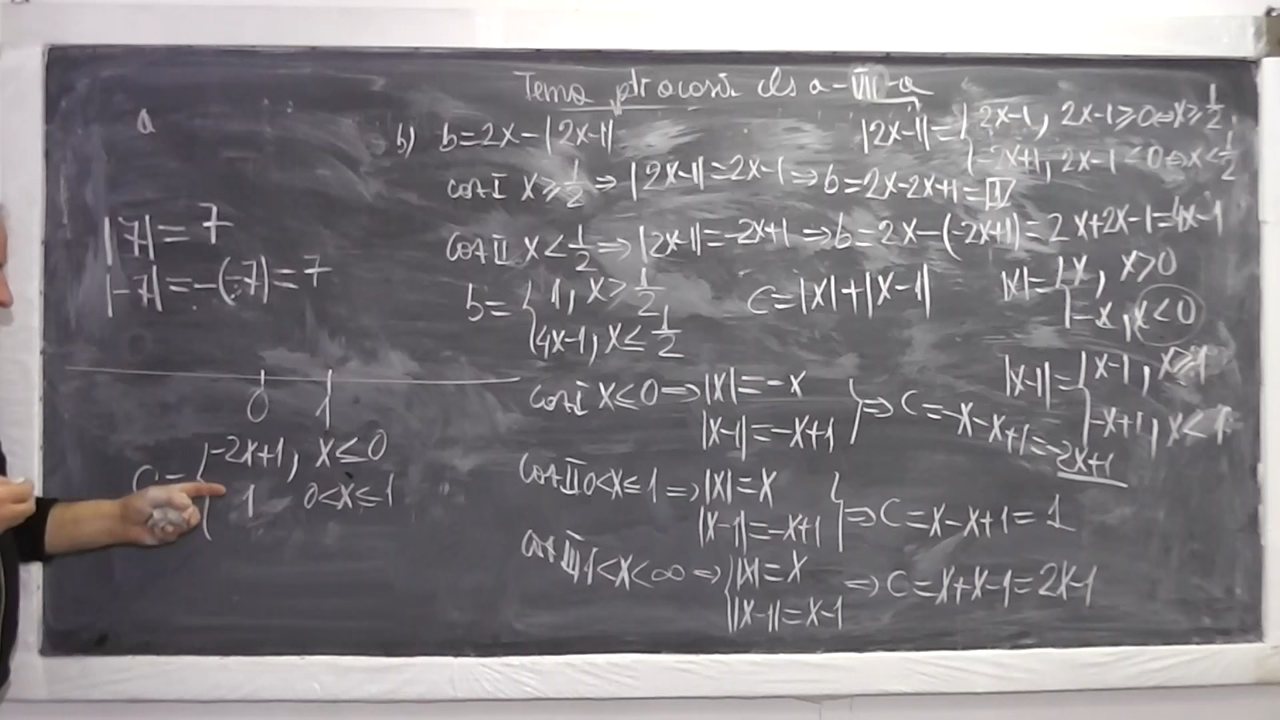 Tema ptr acasă cls a-VII-a
a
b) b=2x-|2x-1|
|2x-1|={2x-1, 2x-1≥0⇔x≥1/2
{-2x+1, 2x-1<0⇔x<1/2
caz I x≥1/2 ⇒ |2x-1|=2x-1⇒b=2x-2x+1=1
caz II x<1/2 ⇒|2x-1|=-2x+1 ⇒b=2x-(-2x+1)=2x+2x-1=4x-1
b={1, x>1/2
{4x-1, x≤1/2
C=|x|+|x-1|
|x|={x, x>0
{-x, x<0
|x-1|={x-1, x≥1
{-x+1, x<1
caz I x≤0 ⇒|x|=-x
|x-1|=-x+1
}⇒ C=-x-x+1=-2x+1
caz II 0<x≤1 ⇒|x|=x
|x-1|=-x+1
}⇒ C=x-x+1=1
caz III 1<x<∞ ⇒{|x|=x
{|x-1|=x-1
⇒ C=x+x-1=2x-1
|7|=7
|-7|=-(-7)=7
0 1
C={-2x+1, x≤0
{1 0<x≤1